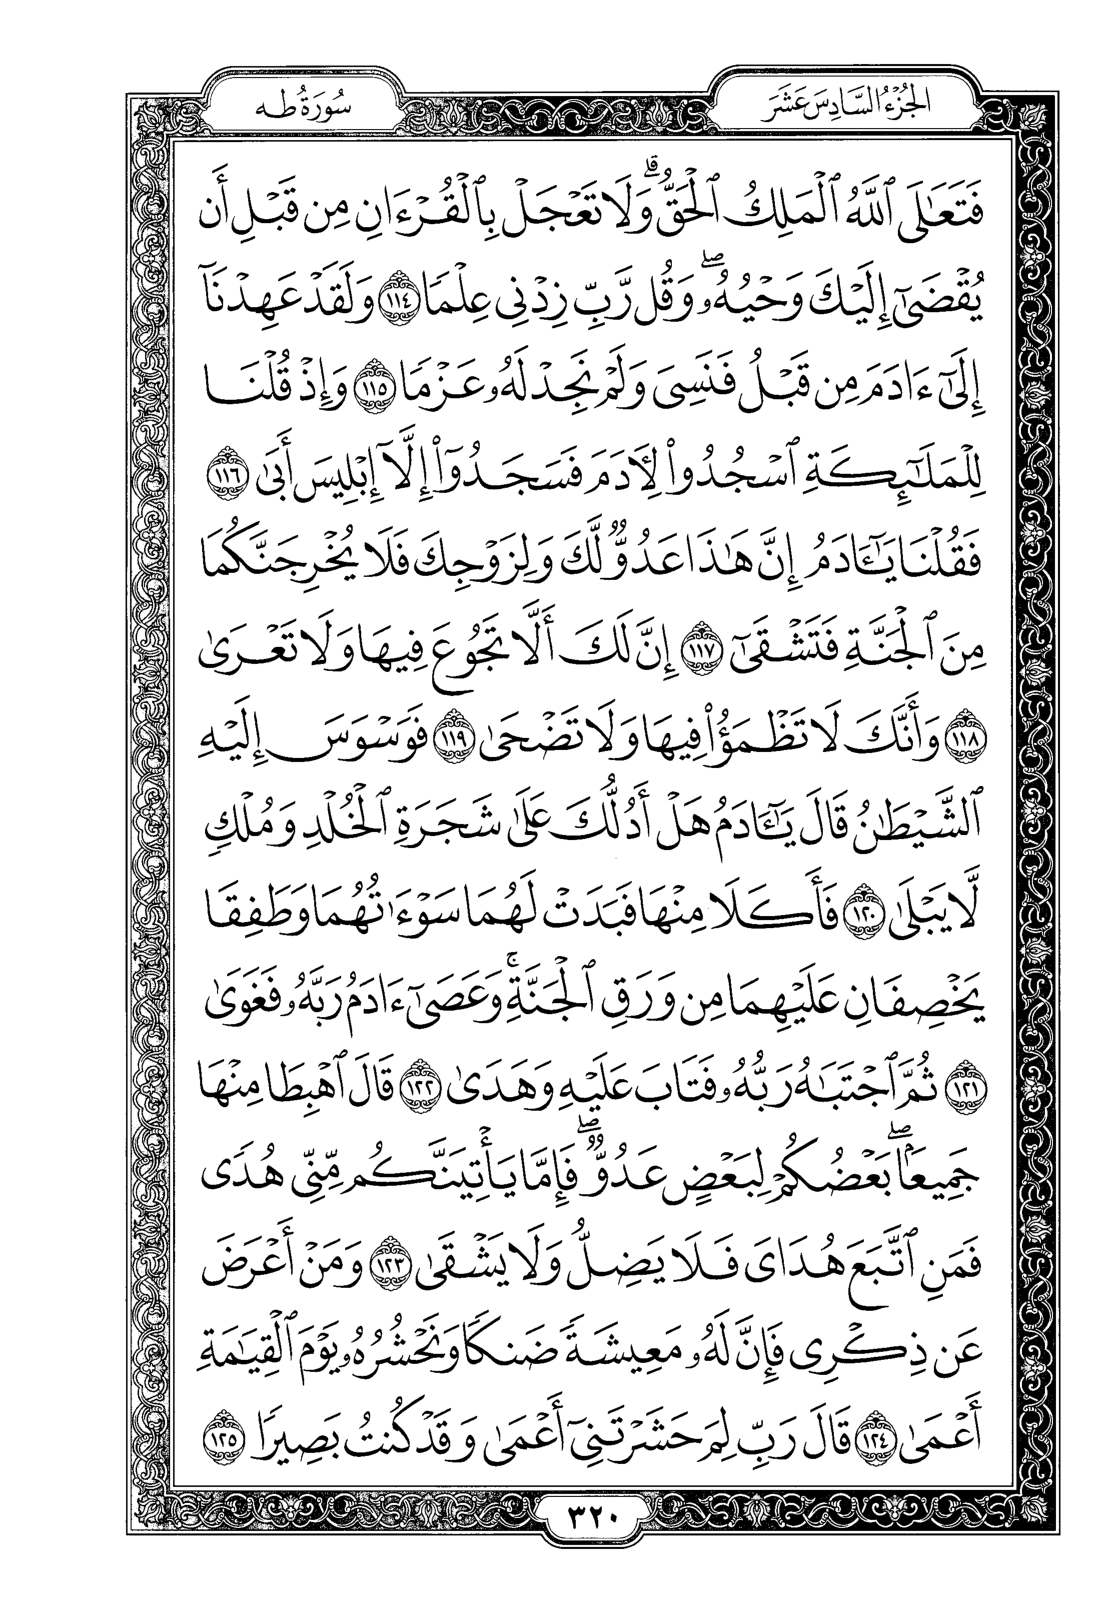 الجُزْءُ السَّادِسَ عَشَرَ
سُورَةُ طه
فَتَعَٰلَى ٱللَّهُ ٱلْمَلِكُ ٱلْحَقُّۗ وَلَا تَعْجَلْ بِٱلْقُرْءَانِ مِن قَبْلِ أَن
يُقْضَىٰٓ إِلَيْكَ وَحْيُهُۥۖ وَقُل رَّبِّ زِدْنِى عِلْمًا ١١٤ وَلَقَدْ عَهِدْنَآ
إِلَىٰٓ ءَادَمَ مِن قَبْلُ فَنَسِىَ وَلَمْ نَجِدْ لَهُۥ عَزْمًا ١١٥ وَإِذْ قُلْنَا
لِلْمَلَٰٓئِكَةِ ٱسْجُدُوا۟ لِءَادَمَ فَسَجَدُوٓا۟ إِلَّآ إِبْلِيسَ أَبَىٰ ١١٦
فَقُلْنَا يَٰٓـَٔادَمُ إِنَّ هَٰذَا عَدُوٌّ لَّكَ وَلِزَوْجِكَ فَلَا يُخْرِجَنَّكُمَا
مِنَ ٱلْجَنَّةِ فَتَشْقَىٰٓ ١١٧ إِنَّ لَكَ أَلَّا تَجُوعَ فِيهَا وَلَا تَعْرَىٰ
١١٨ وَأَنَّكَ لَا تَظْمَؤُا۟ فِيهَا وَلَا تَضْحَىٰ ١١٩ فَوَسْوَسَ إِلَيْهِ
ٱلشَّيْطَٰنُ قَالَ يَٰٓـَٔادَمُ هَلْ أَدُلُّكَ عَلَىٰ شَجَرَةِ ٱلْخُلْدِ وَمُلْكٍ
لَّا يَبْلَىٰ ١٢٠ فَأَكَلَا مِنْهَا فَبَدَتْ لَهُمَا سَوْءَٰتُهُمَا وَطَفِقَا
يَخْصِفَانِ عَلَيْهِمَا مِن وَرَقِ ٱلْجَنَّةِۚ وَعَصَىٰٓ ءَادَمُ رَبَّهُۥ فَغَوَىٰ
١٢١ ثُمَّ ٱجْتَبَٰهُ رَبُّهُۥ فَتَابَ عَلَيْهِ وَهَدَىٰ ١٢٢ قَالَ ٱهْبِطَا مِنْهَا
جَمِيعًۢاۖ بَعْضُكُمْ لِبَعْضٍ عَدُوٌّۖ فَإِمَّا يَأْتِيَنَّكُم مِّنِّى هُدًى
فَمَنِ ٱتَّبَعَ هُدَاىَ فَلَا يَضِلُّ وَلَا يَشْقَىٰ ١٢٣ وَمَنْ أَعْرَضَ
عَن ذِكْرِى فَإِنَّ لَهُۥ مَعِيشَةً ضَنكًا وَنَحْشُرُهُۥ يَوْمَ ٱلْقِيَٰمَةِ
أَعْمَىٰ ١٢٤ قَالَ رَبِّ لِمَ حَشَرْتَنِىٓ أَعْمَىٰ وَقَدْ كُنتُ بَصِيرًا ١٢٥
٣٢٠